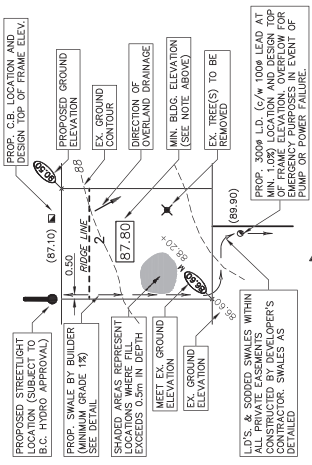 PROP. C.B. LOCATION AND
DESIGN TOP OF FRAME ELEV.
PROPOSED GROUND
ELEVATION
EX. GROUND
CONTOUR
DIRECTION OF
OVERLAND DRAINAGE
MIN. BLDG. ELEVATION
(SEE NOTE ABOVE)
EX. TREE(S) TO BE
REMOVED
PROP. 300ø L.D. (c/w 100ø LEAD AT
MIN. 1.0%) LOCATION AND DESIGN TOP
OF FRAME ELEVATION. OVERFLOW FOR
EMERGENCY PURPOSES IN EVENT OF
PUMP OR POWER FAILURE.
88
(87.10)
0.50
RIDGE LINE
2
87.80
88.20+
M
86.60
(89.90)
PROPOSED STREETLIGHT
LOCATION (SUBJECT TO
B.C. HYDRO APPROVAL)
PROP. SWALE BY BUILDER
(MINIMUM GRADE 1%)
SEE DETAIL
SHADED AREAS REPRESENT
LOCATIONS WHERE FILL
EXCEEDS 0.5m IN DEPTH
MEET EX. GROUND
ELEVATION
EX. GROUND
ELEVATION
L.D'S. & SODDED SWALES WITHIN
ALL PRIVATE EASEMENTS
CONSTRUCTED BY DEVELOPER'S
CONTRACTOR. SWALES AS
DETAILED